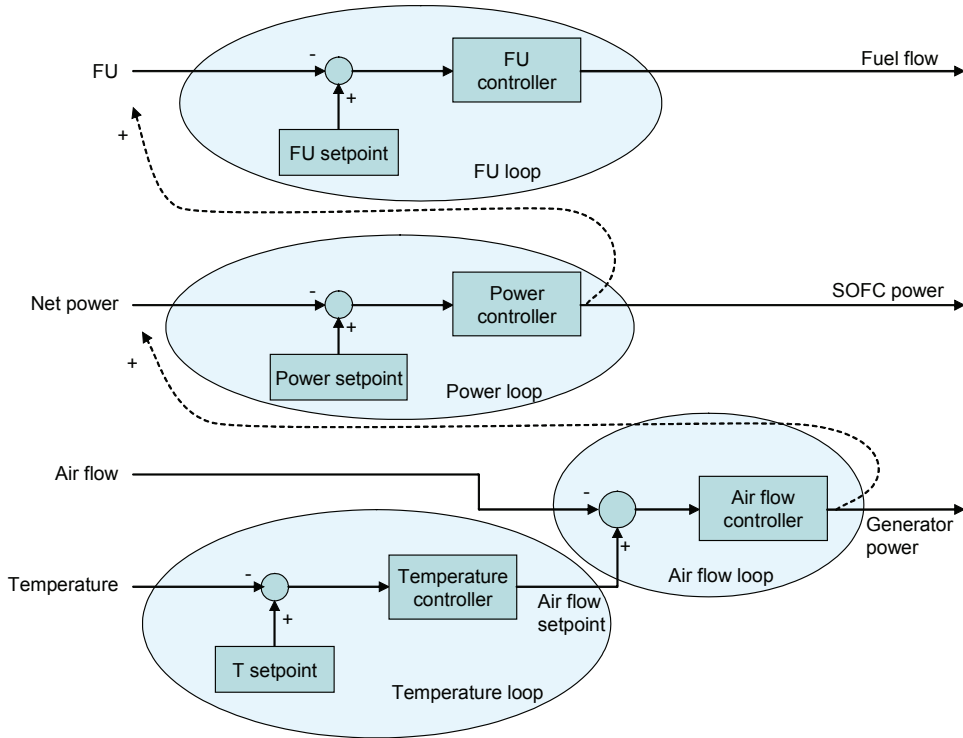 FU
-
+
FU
controller
Fuel flow
FU setpoint
FU loop
+
Net power
-
+
Power
controller
SOFC power
Power setpoint
Power loop
+
Air flow
-
+
Air flow
controller
Generator
power
Air flow loop
Temperature
-
+
Temperature
controller
Air flow
setpoint
T setpoint
Temperature loop